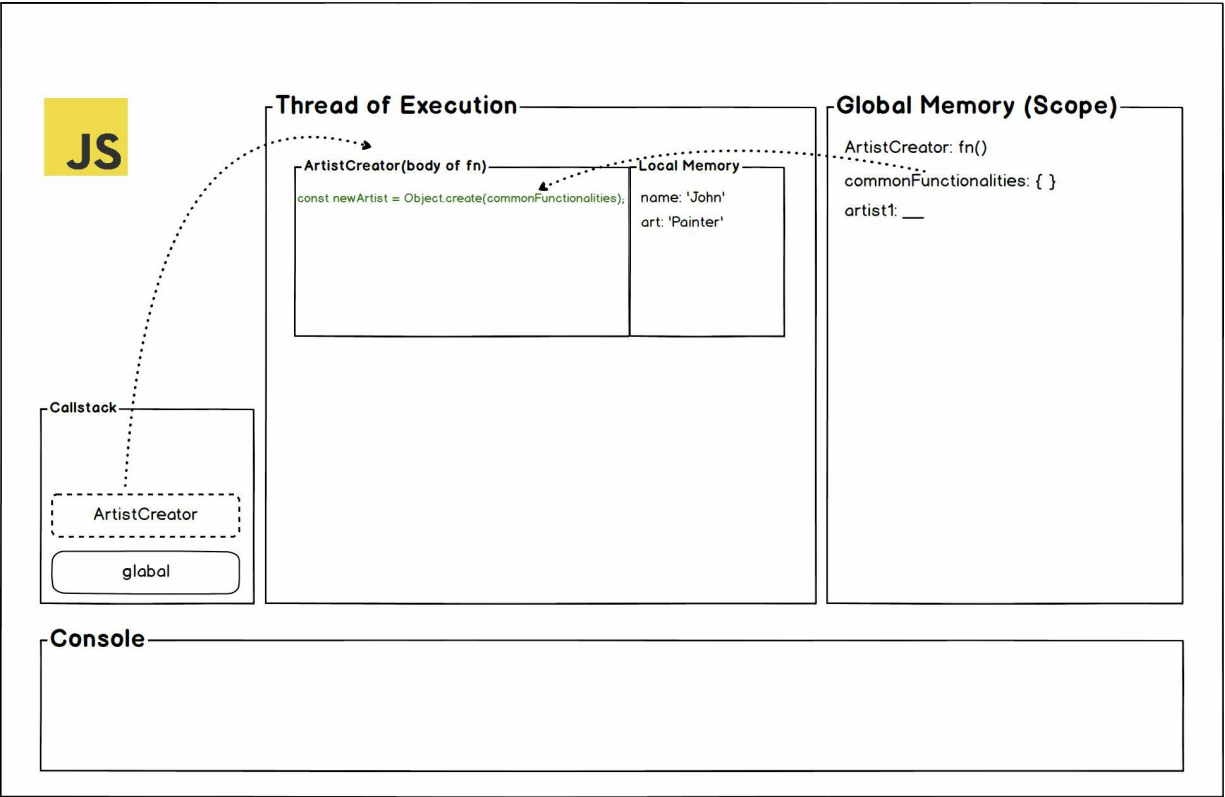 JS
Thread of Execution
Global Memory (Scope)
ArtistCreator(body of fn)
Local Memory
const newArtist = Object.create(commonFunctionalities);
name: 'John'
art: 'Painter'
ArtistCreator: fn()
commonFunctionalities: { }
artist1: __
Callstack
ArtistCreator
global
Console